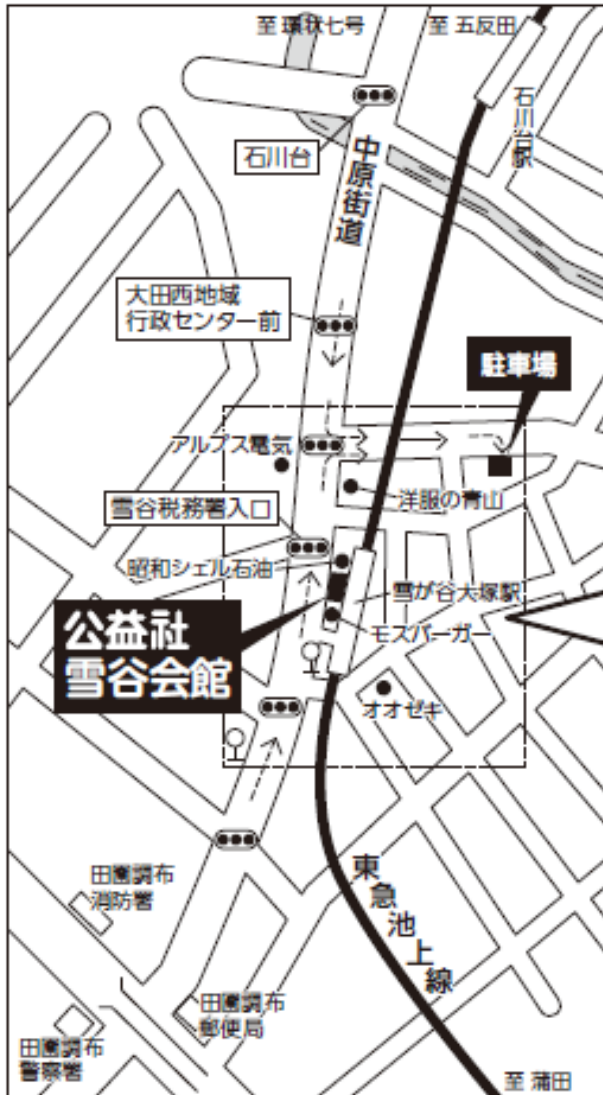 至 環状七号
至 五反田
石川台駅
石川台
中原街道
大田西地域
行政センター前
駐車場
アルプス電気
洋服の青山
雪谷税務署入口
昭和シェル石油
雪が谷大塚駅
公益社
雪谷会館
モスバーガー
オオゼキ
東急池上線
田園調布
消防署
田園調布
郵便局
田園調布
警察署
至 蒲田